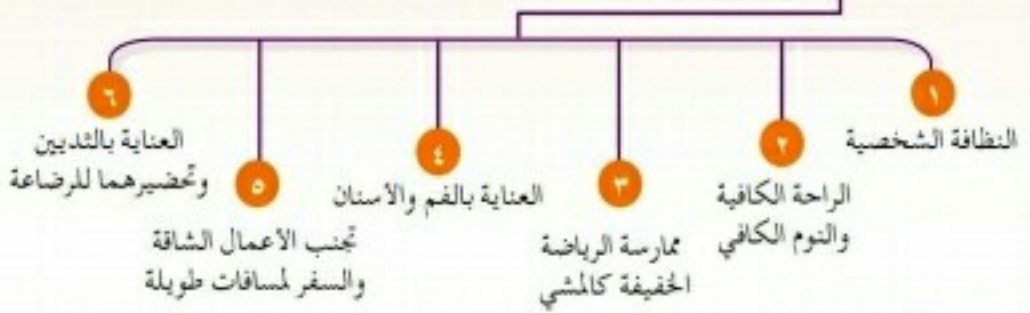 ١
النظافة الشخصية
٢
الراحة الكافية
والنوم الكافي
٣
ممارسة الرياضة
الخفيفة كالمشي
٤
العناية بالفم والأسنان
٥
تجنب الأعمال الشاقة
والسفر لمسافات طويلة
٦
العناية بالثديين
وتحضيرهما للرضاعة